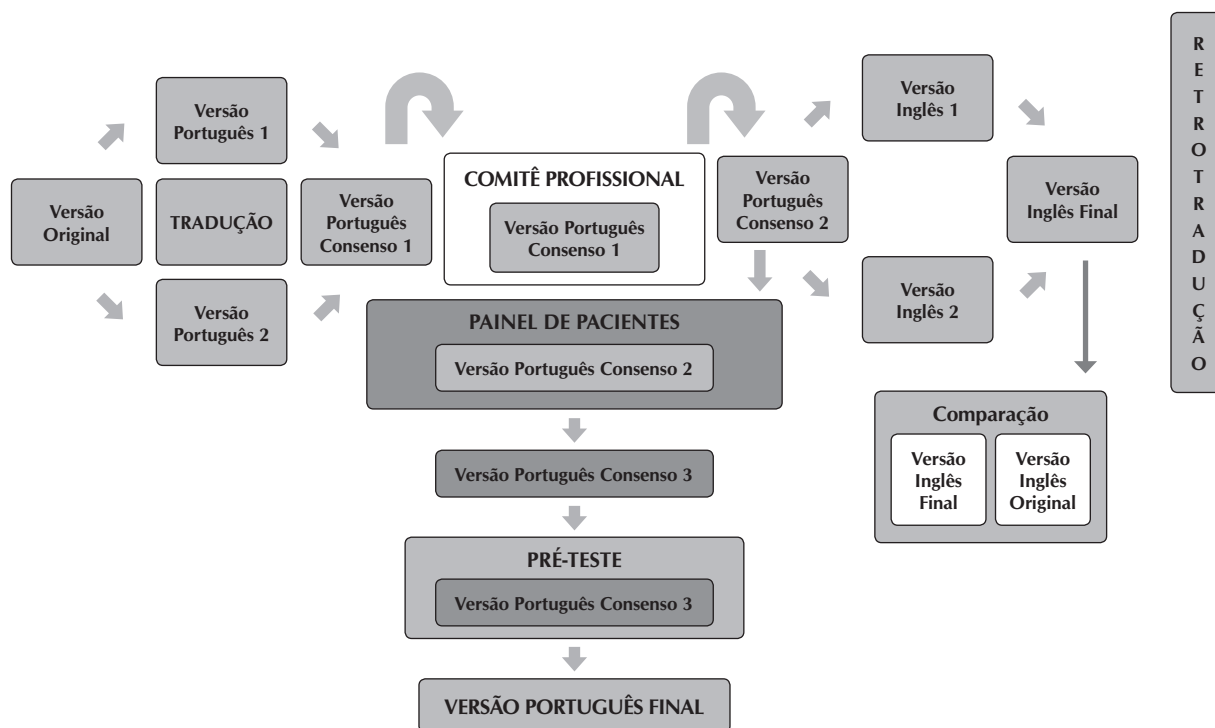 Versão
Original
Versão
Português 1
TRADUÇÃO
Versão
Português 2
Versão
Português
Consenso 1
COMITÊ PROFISSIONAL
Versão Português
Consenso 1
Versão
Português
Consenso 2
Versão
Inglês 1
Versão
Inglês 2
Versão
Inglês Final
R
E
T
R
O
T
R
A
D
U
Ç
Ã
O
PAINEL DE PACIENTES
Versão Português Consenso 2
Comparação
Versão
Inglês
Final
Versão
Inglês
Original
Versão Português Consenso 3
PRÉ-TESTE
Versão Português Consenso 3
VERSÃO PORTUGUÊS FINAL